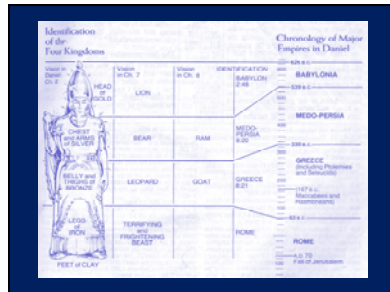 Identification
of the
Four Kingdoms
Chronology of Major
Empires in Daniel
Vision in
Daniel
Ch. 2
Vision
in Ch. 7
Vision
in Ch. 8
IDENTIFICATION
HEAD
of
GOLD
LION
BABYLON
2:48
CHEST
and ARMS
of SILVER
BEAR
RAM
MEDO-
PERSIA
8:20
BELLY and
THIGHS of
BRONZE
LEOPARD
GOAT
GREECE
8:21
LEGS
of
IRON
TERRIFYING
and
FRIGHTENING
BEAST
ROME
FEET of CLAY
BABYLONIA
539 B.C.
MEDO-PERSIA
GREECE
(including Ptolemies
and Seleucids)
Maccabees and
Hasmoneans
63 B.C.
ROME
A.D. 70
Fall of Jerusalem